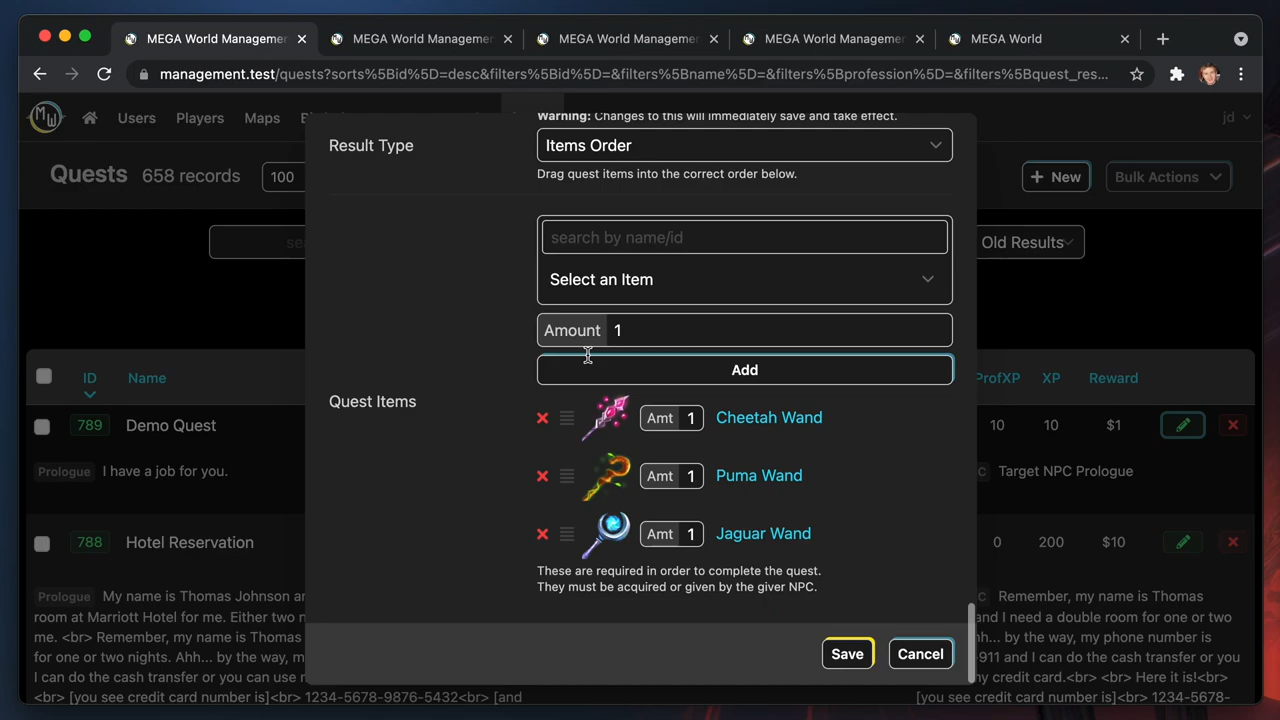 MEGA World Management
MEGA World Management
MEGA World Management
MEGA World Management
MEGA World
management.test/quests?sorts%5Bid%5D=desc&filters%5Bid%5D=&filters%5Bname%5D=&filters%5Bprofession%5D=&filters%5Bquest_res...
MW
Users
Players
Maps
jd
Quests
658 records
100
+ New
Bulk Actions
Old Results
Warning: Changes to this will immediately save and take effect.
Result Type
Items Order
Drag quest items into the correct order below.
search by name/id
Select an Item
Amount 1
Add
Quest Items
Amt 1 Cheetah Wand
Amt 1 Puma Wand
Amt 1 Jaguar Wand
These are required in order to complete the quest.
They must be acquired or given by the giver NPC.
Save
Cancel
ID
Name
ProfXP
XP
Reward
789
Demo Quest
10
10
$1
Prologue I have a job for you.
Target NPC Prologue
788
Hotel Reservation
0
200
$10
Prologue My name is Thomas Johnson
room at Marriott Hotel for me. Either two
me. <br> Remember, my name is Thomas
for one or two nights. Ahh... by the way, m
I can do the cash transfer or you can use
<br> [you see credit card number is]<br> 1234-5678-9876-5432<br> [and
Remember, my name is Thomas
and I need a double room for one or two
by the way, my phone number is
911 and I can do the cash transfer or you
credit card.<br> <br> Here it is!<br>
[you see credit card number is]<br> 1234-5678-